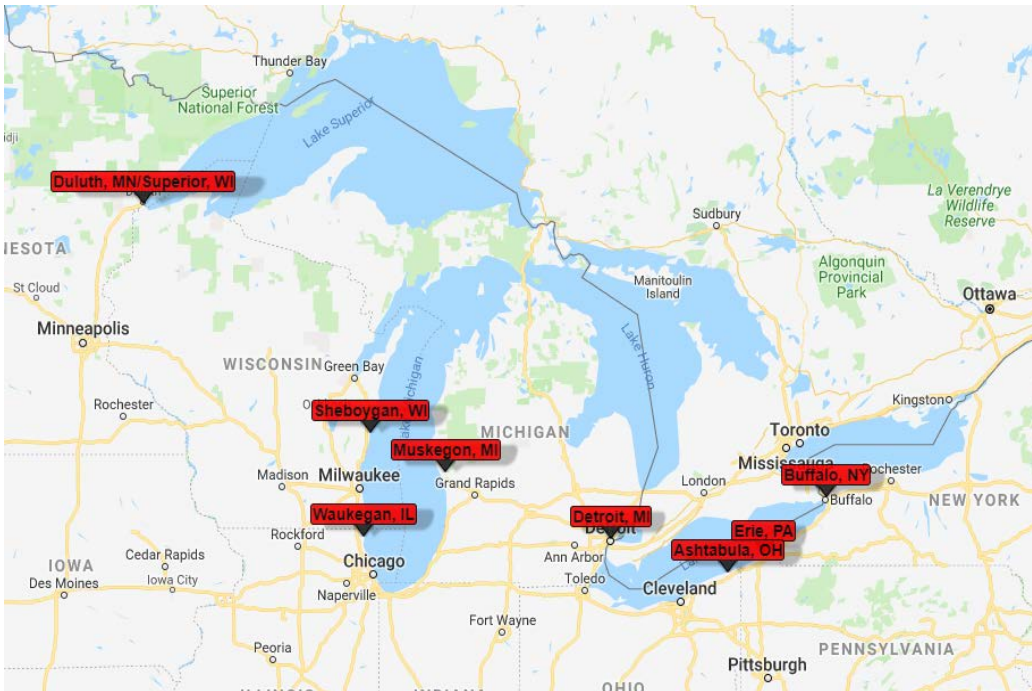 Thunder Bay
Superior
National Forest
Lake Superior
idji
Duluth, MN/Superior, WI
Sudbury
La Verendrye
Wildlife
Reserve
NESOTA
Algonquin
Provincial
Park
Manitoulin
Island
St Cloud
Ottawa
Minneapolis
Lake Huron
WISCONSIN
Green Bay
Kingston
Rochester
Sheboygan, WI
MICHIGAN
Toronto
Muskegon, MI
Mississauga
Madison
Milwaukee
Grand Rapids
London
Buffalo, NY
Rochester
Buffalo
NEW YORK
Waukegan, IL
Detroit, MI
Detroit
Rockford
Erie, PA
Ashtabula, OH
Ann Arbor
Cedar Rapids
IOWA
Chicago
Des Moines
Iowa City
Toledo
Naperville
Cleveland
Fort Wayne
Peoria
PENNSYLVANIA
Pittsburgh
ILLINOIS
INDIANA
OHIO